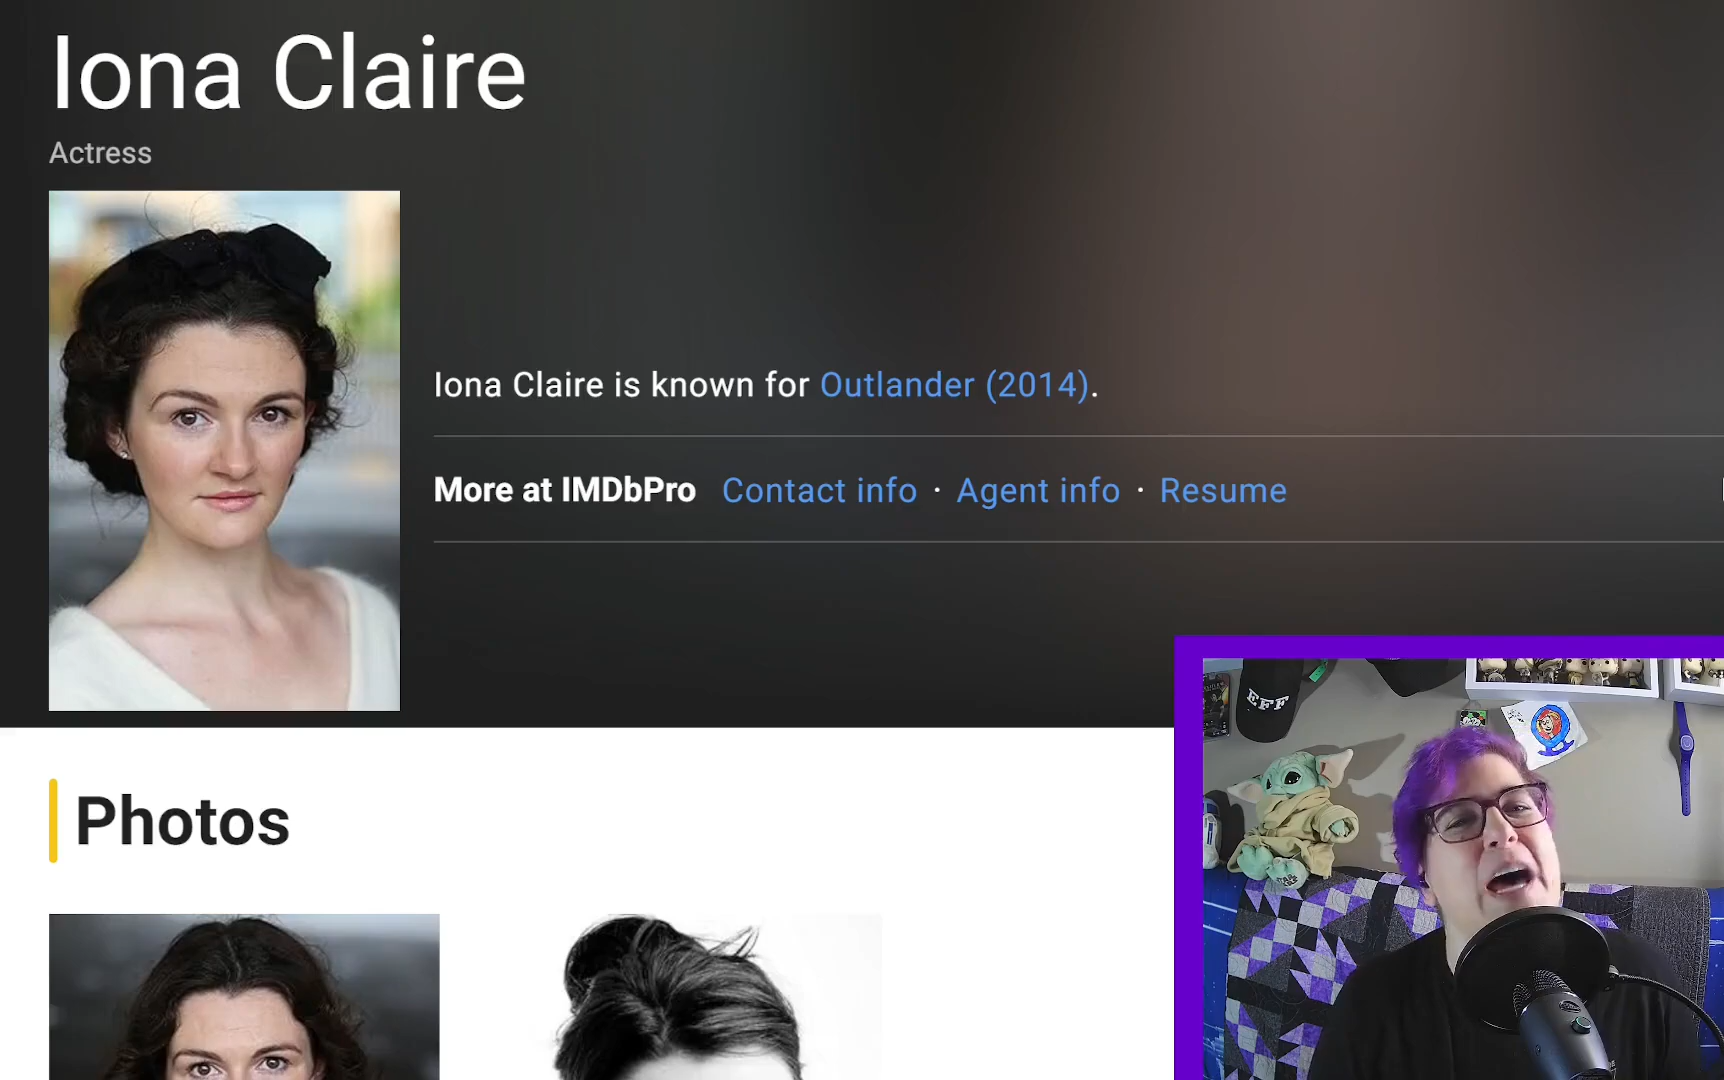 Iona Claire
Actress
Iona Claire is known for Outlander (2014).
More at IMDbPro Contact info · Agent info · Resume
Photos
EFF